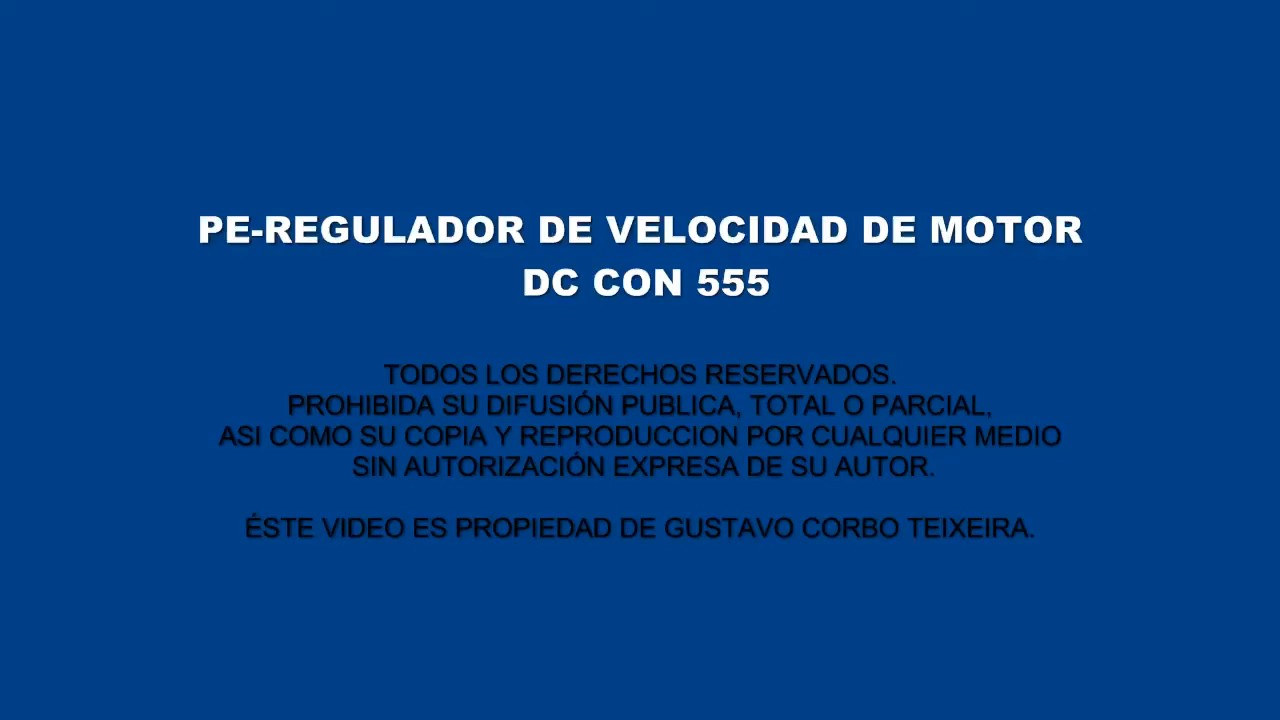 PE-REGULADOR DE VELOCIDAD DE MOTOR
DC CON 555
TODOS LOS DERECHOS RESERVADOS.
PROHIBIDA SU DIFUSIÓN PUBLICA, TOTAL O PARCIAL,
ASI COMO SU COPIA Y REPRODUCCION POR CUALQUIER MEDIO
SIN AUTORIZACIÓN EXPRESA DE SU AUTOR.
ÉSTE VIDEO ES PROPIEDAD DE GUSTAVO CORBO TEIXEIRA.